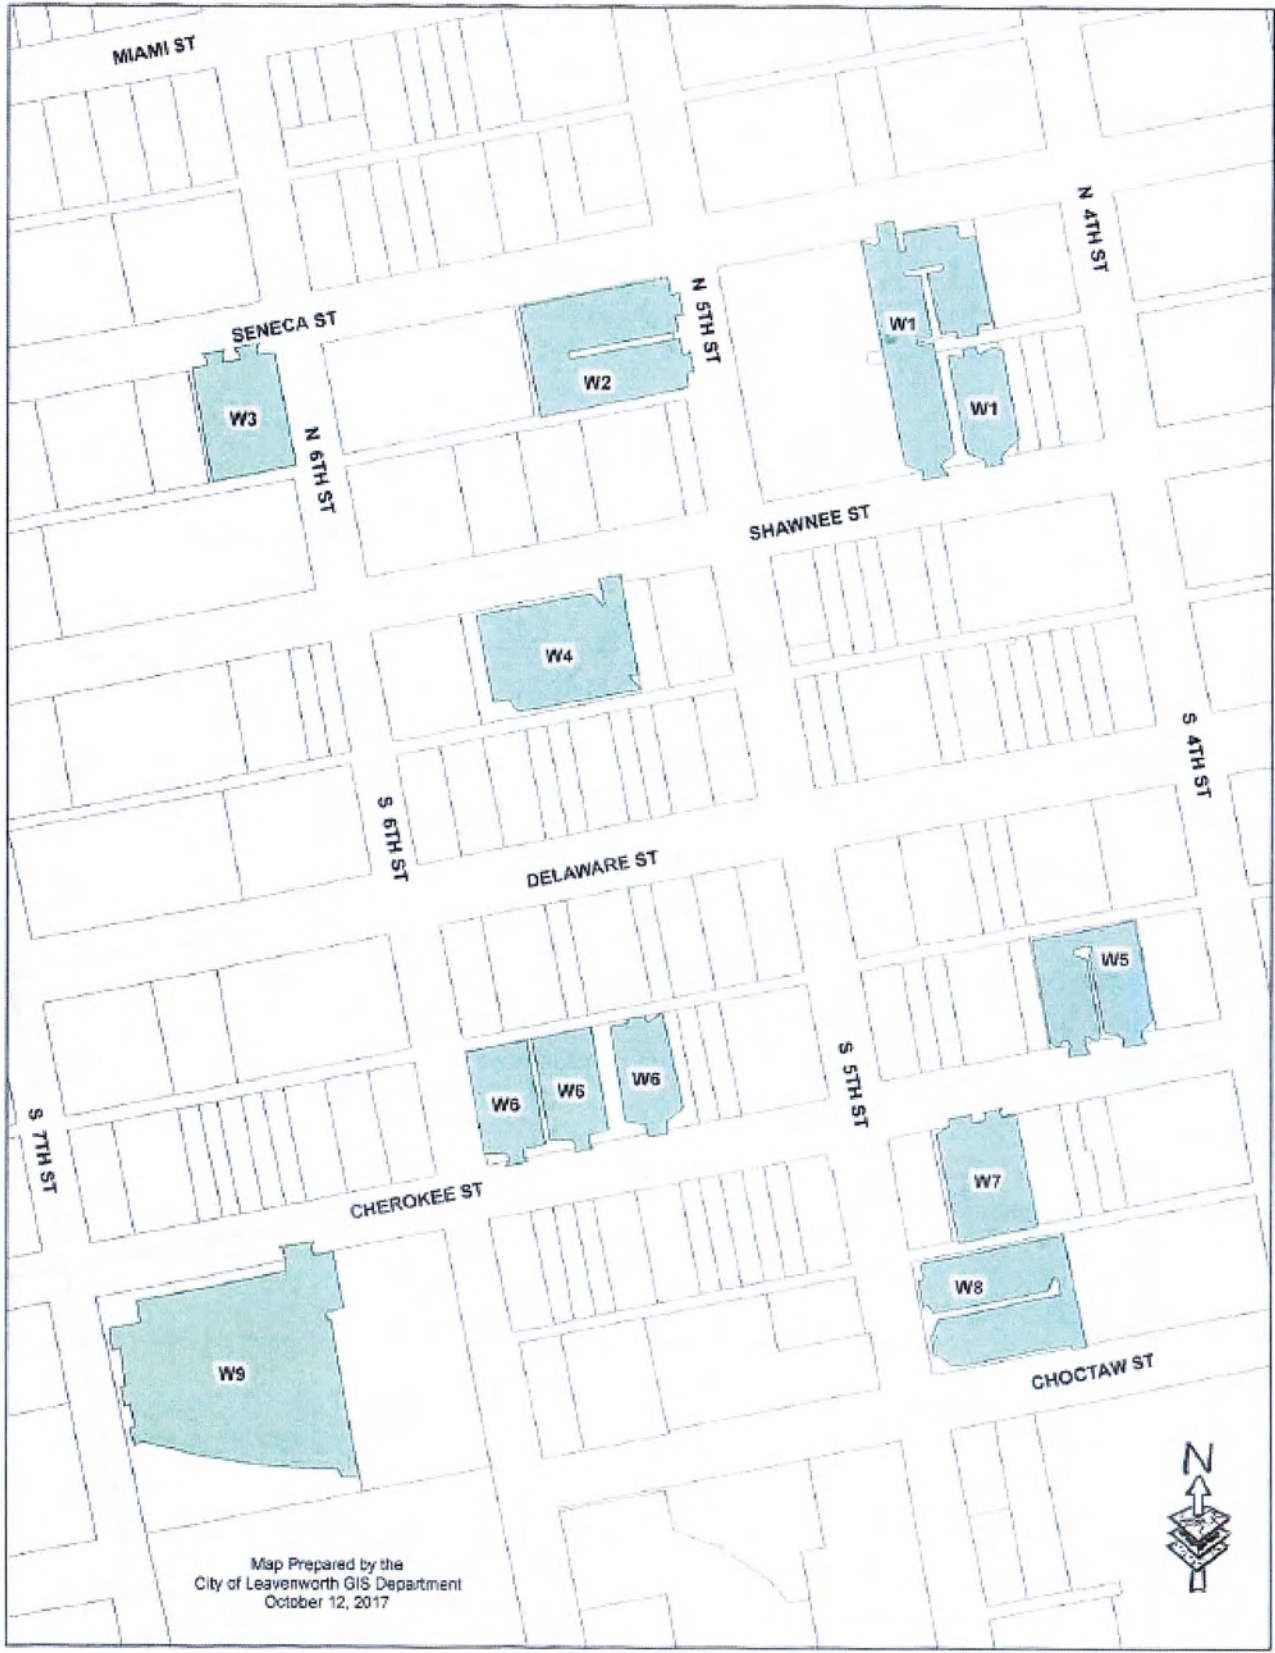 MIAMI ST
N 4TH ST
SENECA ST
N 5TH ST
W1
W2
W3
W1
N 6TH ST
SHAWNEE ST
W4
S 4TH ST
S 6TH ST
DELAWARE ST
W5
S 5TH ST
W6
W6
W6
S 7TH ST
W7
CHEROKEE ST
W8
W9
CHOCTAW ST
N
Map Prepared by the
City of Leavenworth GIS Department
October 12, 2017